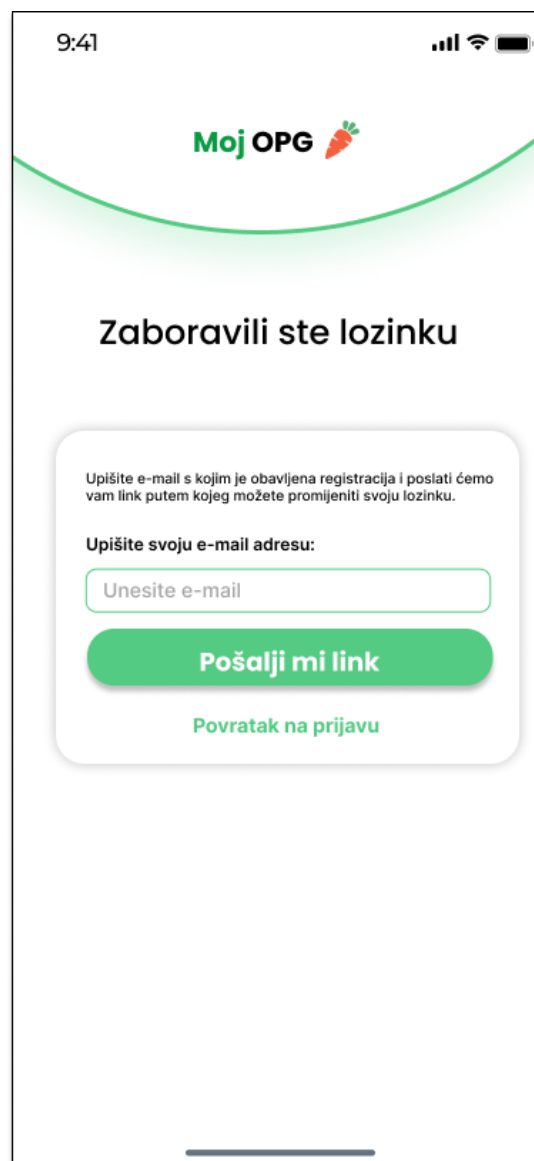 9:41
Moj OPG
Zaboravili ste lozinku
Upišite e-mail s kojim je obavljena registracija i poslati ćemo
vam link putem kojeg možete promijeniti svoju lozinku.
Upišite svoju e-mail adresu:
Unesite e-mail
Pošalji mi link
Povratak na prijavu